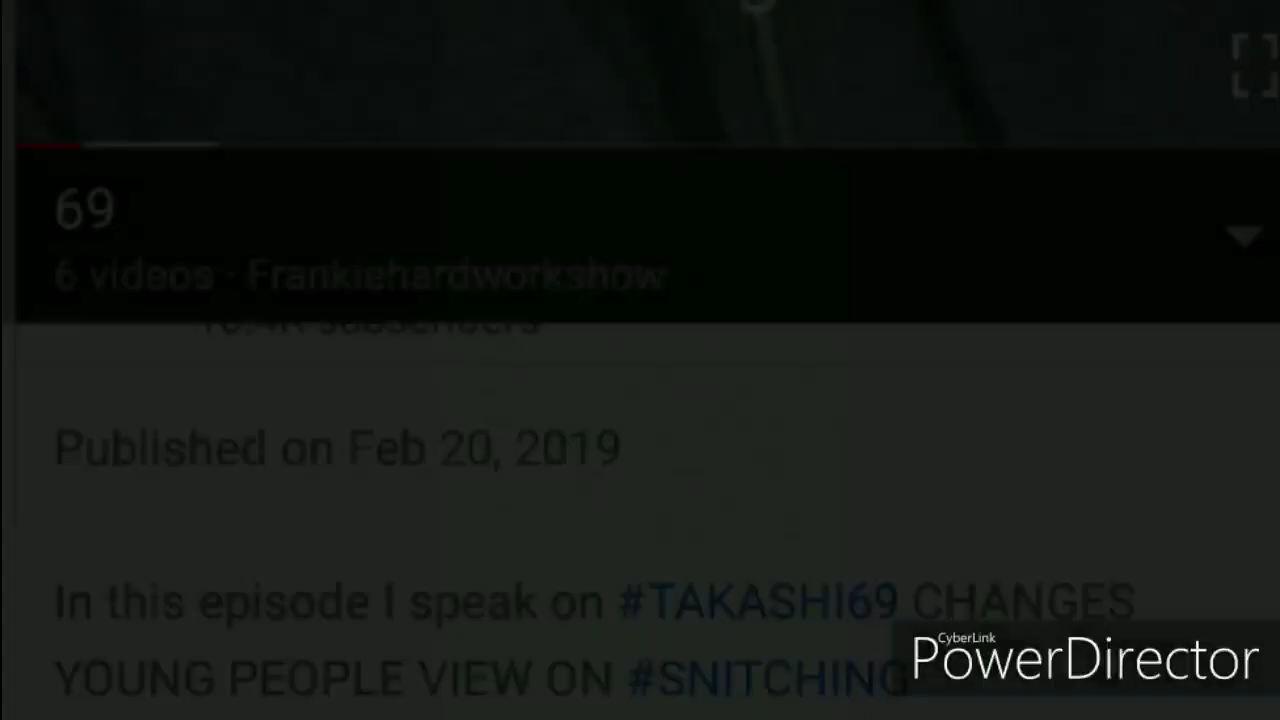 69
6 videos · Frankiehardworkshow
subscribers
Published on Feb 20, 2019
In this episode I speak on #TAKASHI69 CHANGES
YOUNG PEOPLE VIEW ON #SNITCHING
CyberLink
PowerDirector